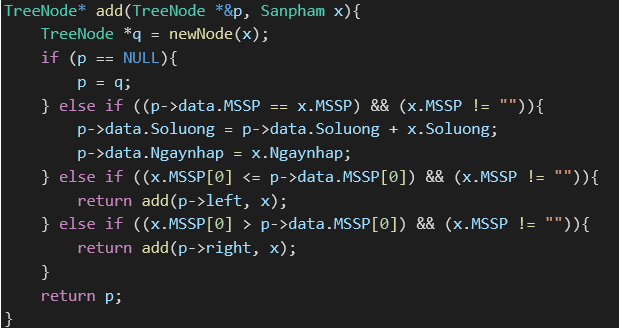 TreeNode* add(TreeNode *&p, Sanpham x){
    TreeNode *q = newNode(x);
    if (p == NULL){
        p = q;
    } else if ((p->data.MSSP == x.MSSP) && (x.MSSP != "")){
        p->data.Soluong = p->data.Soluong + x.Soluong;
        p->data.Ngaynhap = x.Ngaynhap;
    } else if ((x.MSSP[0] <= p->data.MSSP[0]) && (x.MSSP != "")){
        return add(p->left, x);
    } else if ((x.MSSP[0] > p->data.MSSP[0]) && (x.MSSP != "")){
        return add(p->right, x);
    }
    return p;
}